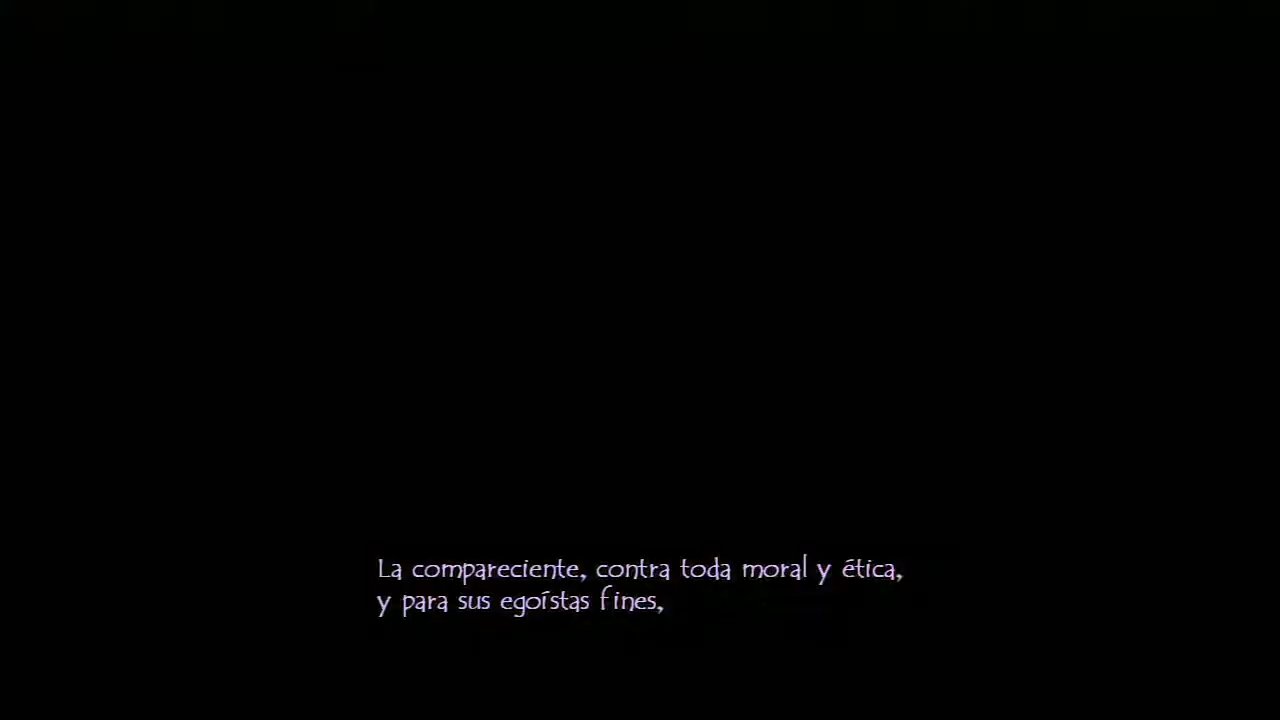 La compareciente, contra toda moral y ética,
y para sus egoístas fines,